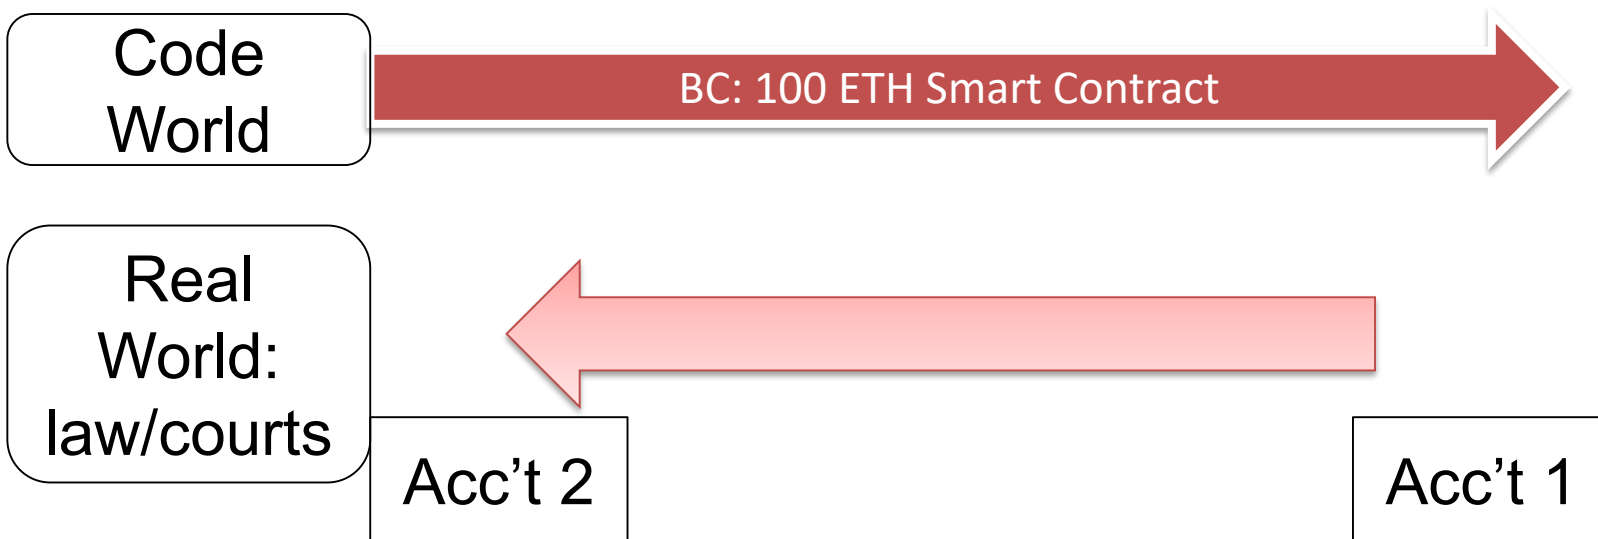 Code
World
BC: 100 ETH Smart Contract
Real
World:
law/courts
Acc’t 2
Acc’t 1